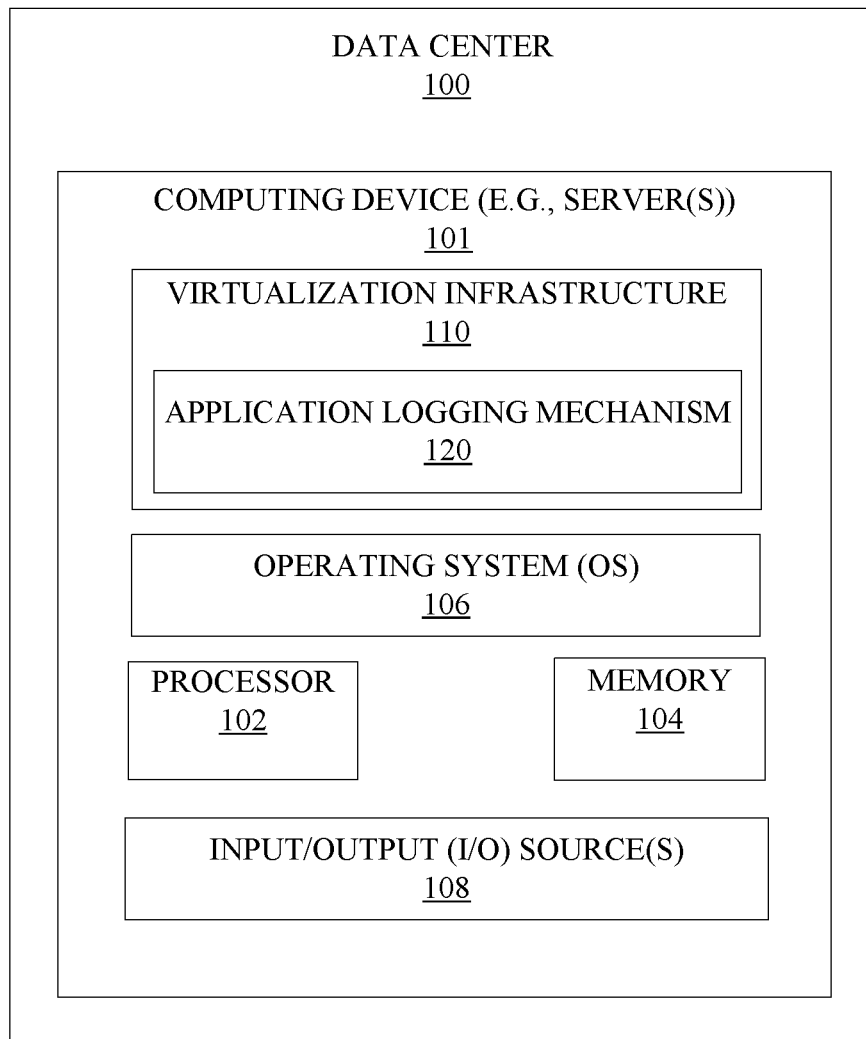 DATA CENTER
100
COMPUTING DEVICE (E.G., SERVER(S))
101
VIRTUALIZATION INFRASTRUCTURE
110
APPLICATION LOGGING MECHANISM
120
OPERATING SYSTEM (OS)
106
PROCESSOR
102
MEMORY
104
INPUT/OUTPUT (I/O) SOURCE(S)
108